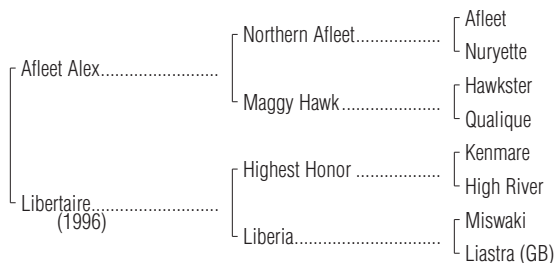 Afleet
Northern Afleet
Nuryette
Afleet Alex
Hawkster
Maggy Hawk
Qualique
Kenmare
Highest Honor
High River
Libertaire
(1996)
Miswaki
Liberia
Liastra (GB)